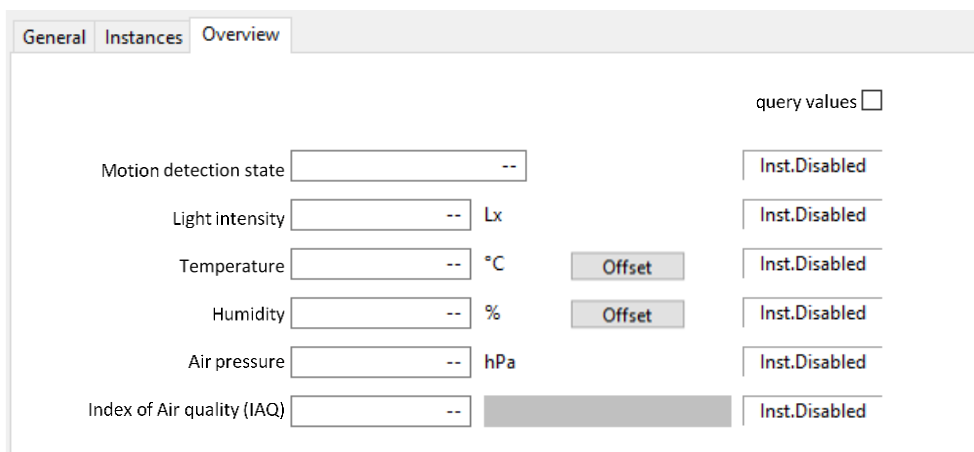 General Instances Overview
query values
Motion detection state -- Inst.Disabled
Light intensity -- Lx Inst.Disabled
Temperature -- °C Offset Inst.Disabled
Humidity -- % Offset Inst.Disabled
Air pressure -- hPa Inst.Disabled
Index of Air quality (IAQ) -- Inst.Disabled